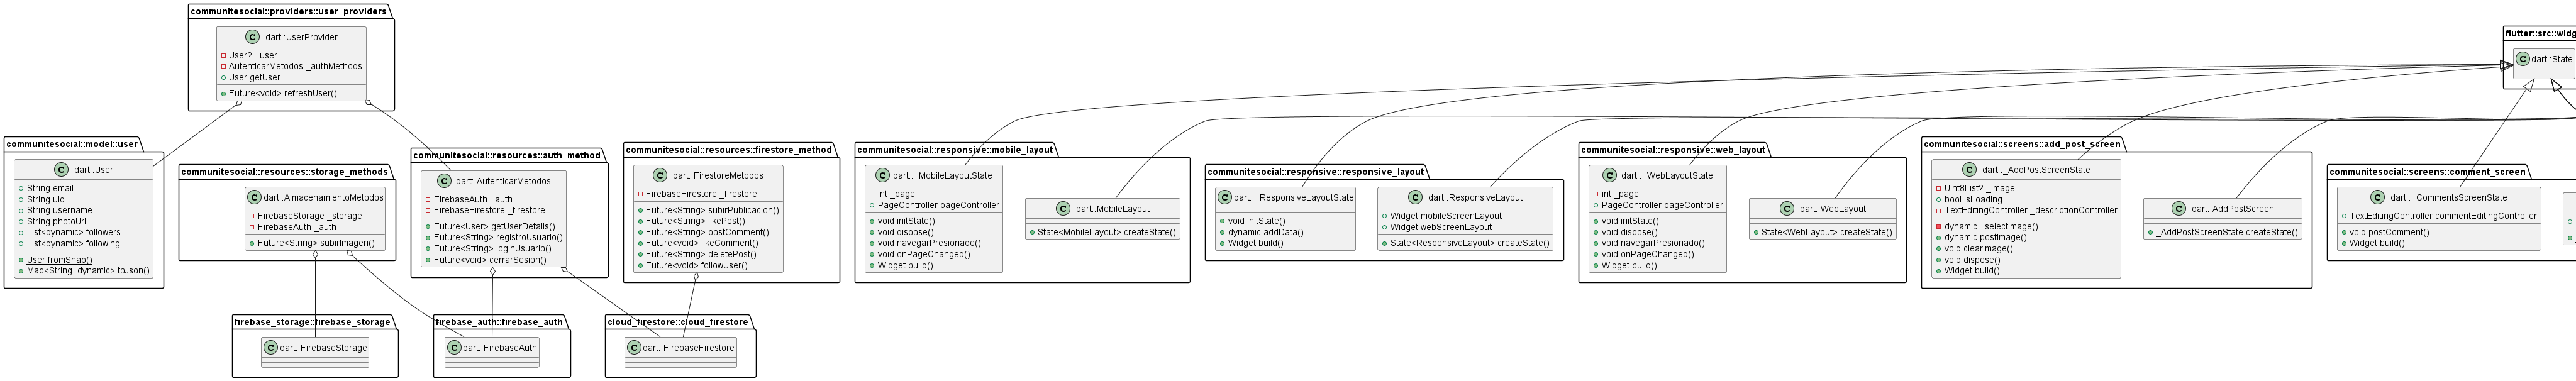 communitesocial::providers::user_providers
dart::UserProvider
User? _user
AutenticarMetodos _authMethods
User getUser
Future<void> refreshUser()
flutter::src::widg
dart::State
communitesocial::model::user
dart::User
String email
String uid
String username
String photoUrl
List<dynamic> followers
List<dynamic> following
User fromSnap()
Map<String, dynamic> toJson()
communitesocial::resources::storage_methods
dart::AlmacenamientoMetodos
FirebaseStorage _storage
FirebaseAuth _auth
Future<String> subirImagen()
communitesocial::resources::auth_method
dart::AutenticarMetodos
FirebaseAuth _auth
FirebaseFirestore _firestore
Future<User> getUserDetails()
Future<String> registroUsuario()
Future<String> loginUsuario()
Future<void> cerrarSesion()
communitesocial::resources::firestore_method
dart::FirestoreMetodos
FirebaseFirestore _firestore
Future<String> subirPublicacion()
Future<String> likePost()
Future<String> postComment()
Future<void> likeComment()
Future<String> deletePost()
Future<void> followUser()
communitesocial::responsive::mobile_layout
dart::_MobileLayoutState
int _page
PageController pageController
void initState()
void dispose()
void navegarPresionado()
void onPageChanged()
Widget build()
dart::MobileLayout
State<MobileLayout> createState()
communitesocial::responsive::responsive_layout
dart::_ResponsiveLayoutState
void initState()
dynamic addData()
Widget build()
dart::ResponsiveLayout
Widget mobileScreenLayout
Widget webScreenLayout
State<ResponsiveLayout> createState()
communitesocial::responsive::web_layout
dart::_WebLayoutState
int _page
PageController pageController
void initState()
void dispose()
void navegarPresionado()
void onPageChanged()
Widget build()
dart::WebLayout
State<WebLayout> createState()
communitesocial::screens::add_post_screen
dart::_AddPostScreenState
Uint8List? _image
bool isLoading
TextEditingController _descriptionController
dynamic _selectImage()
dynamic postImage()
void clearImage()
void dispose()
Widget build()
dart::AddPostScreen
_AddPostScreenState createState()
communitesocial::screens::comment_screen
dart::_CommentsScreenState
TextEditingController commentEditingController
void postComment()
Widget build()
firebase_storage::firebase_storage
dart::FirebaseStorage
firebase_auth::firebase_auth
dart::FirebaseAuth
cloud_firestore::cloud_firestore
dart::FirebaseFirestore